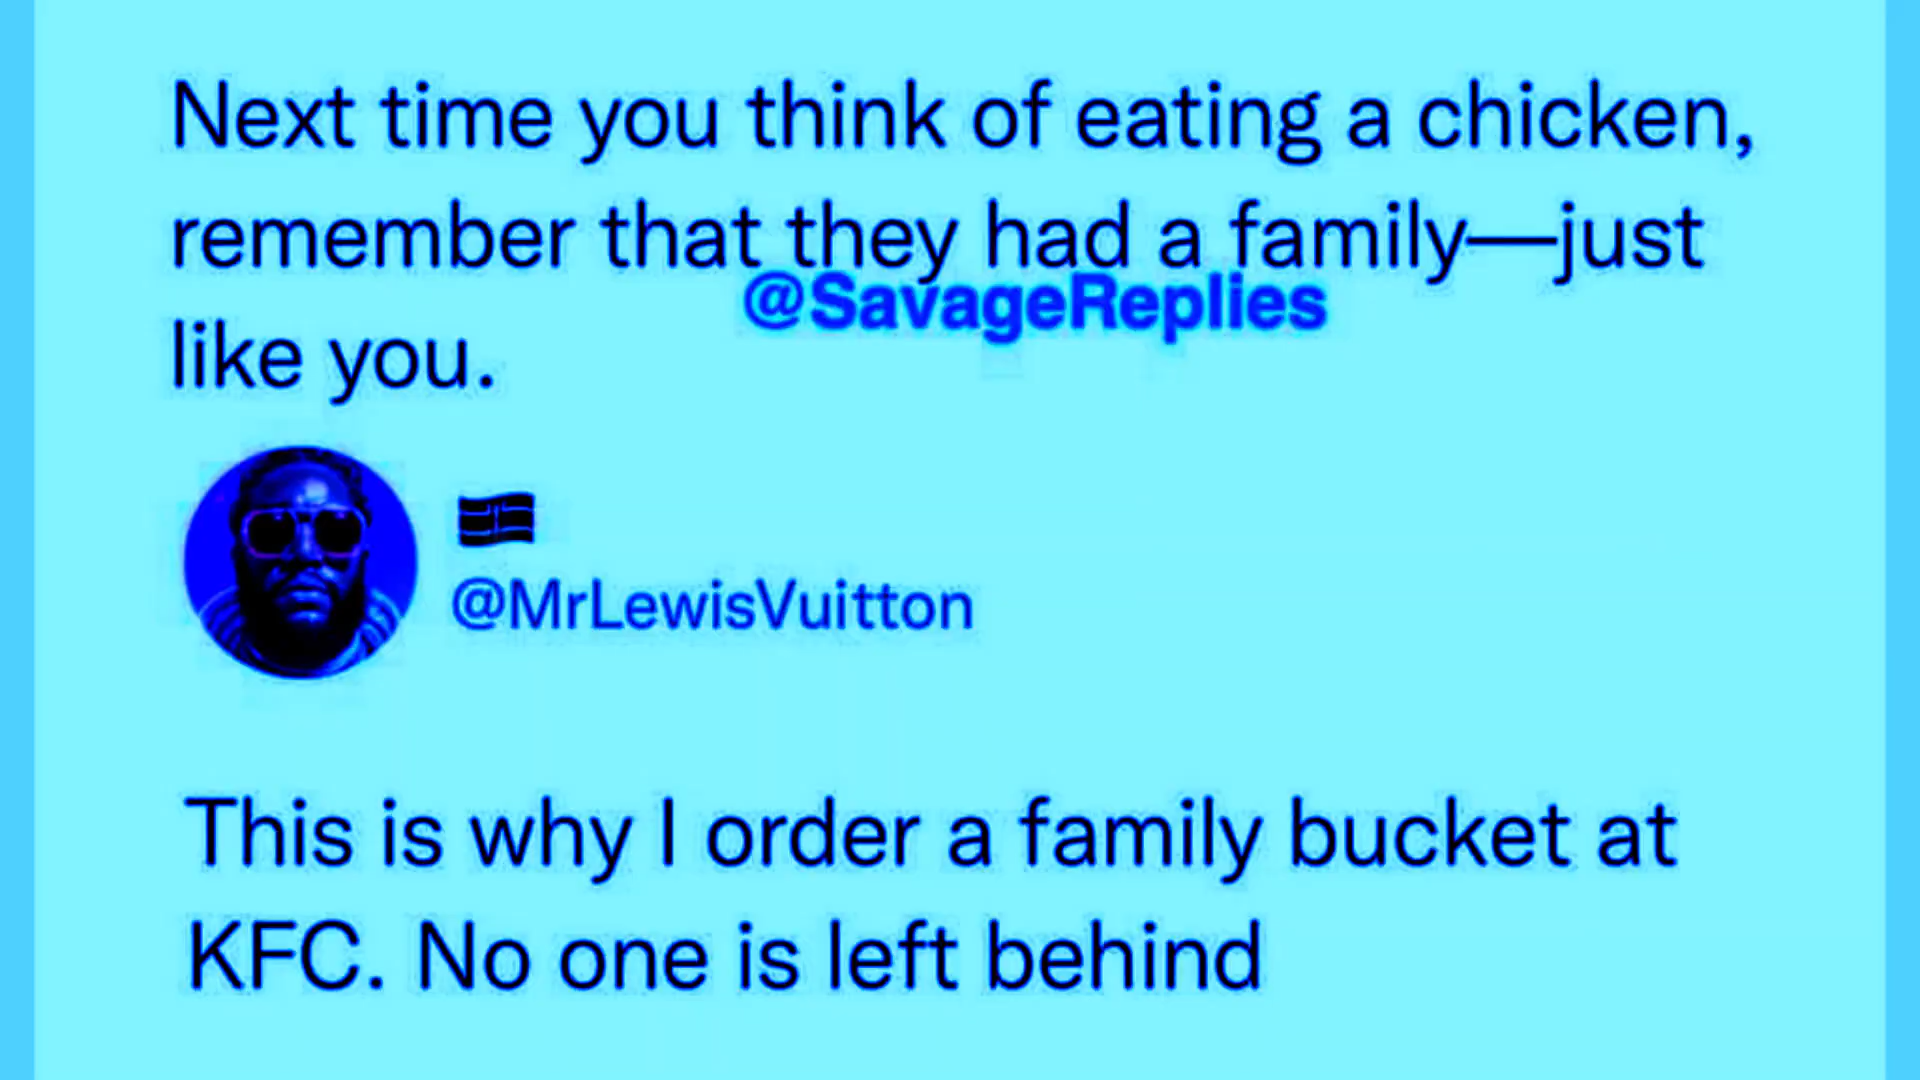 Next time you think of eating a chicken,
remember that they had a family—just
@SavageReplies
like you.
@MrLewisVuitton
This is why I order a family bucket at
KFC. No one is left behind